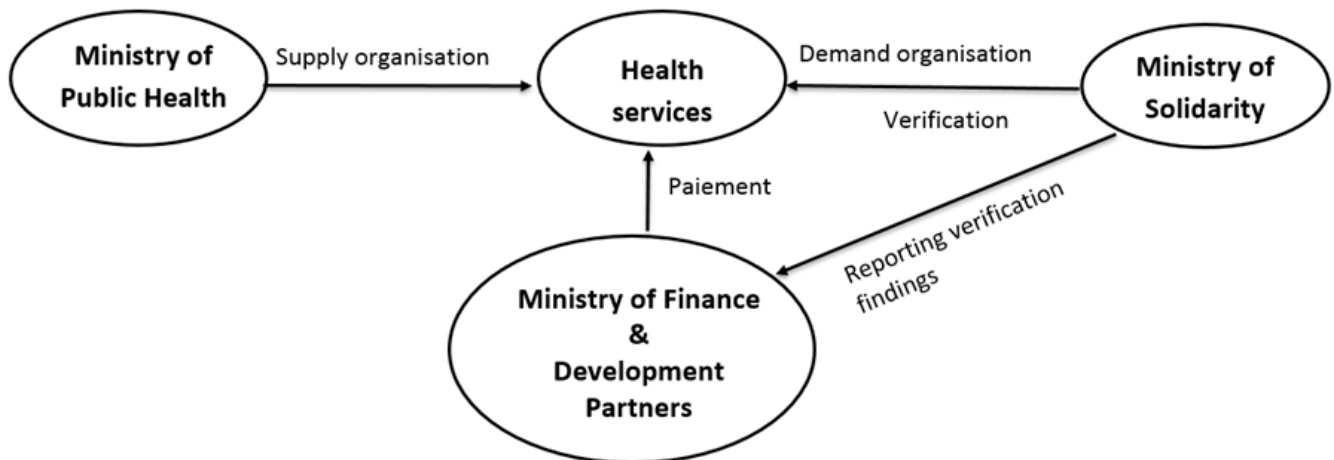 Ministry of
Public Health
Supply organisation
Health
services
Demand organisation
Verification
Ministry of
Solidarity
Paiement
Reporting verification
findings
Ministry of Finance
&
Development
Partners